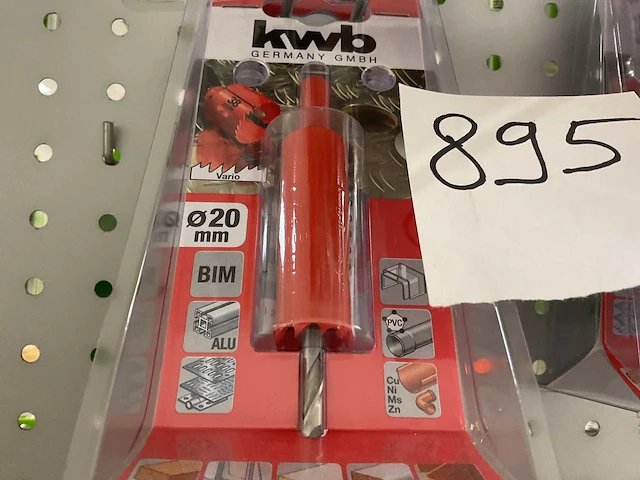 kwb
GERMANY GMBH
895
Vario
Ø20
mm
BIM
ALU
PVC
Cu
Ni
Ms
Zn